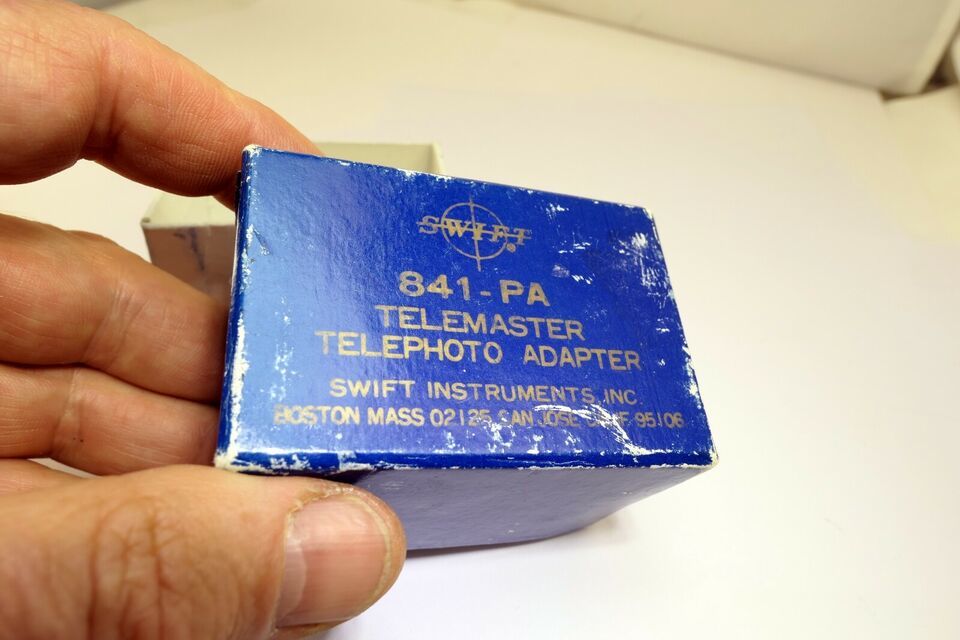 SWIFT®
841-PA
TELEMASTER
TELEPHOTO ADAPTER
SWIFT INSTRUMENTS, INC.
BOSTON MASS 02125 SAN JOSE 95106